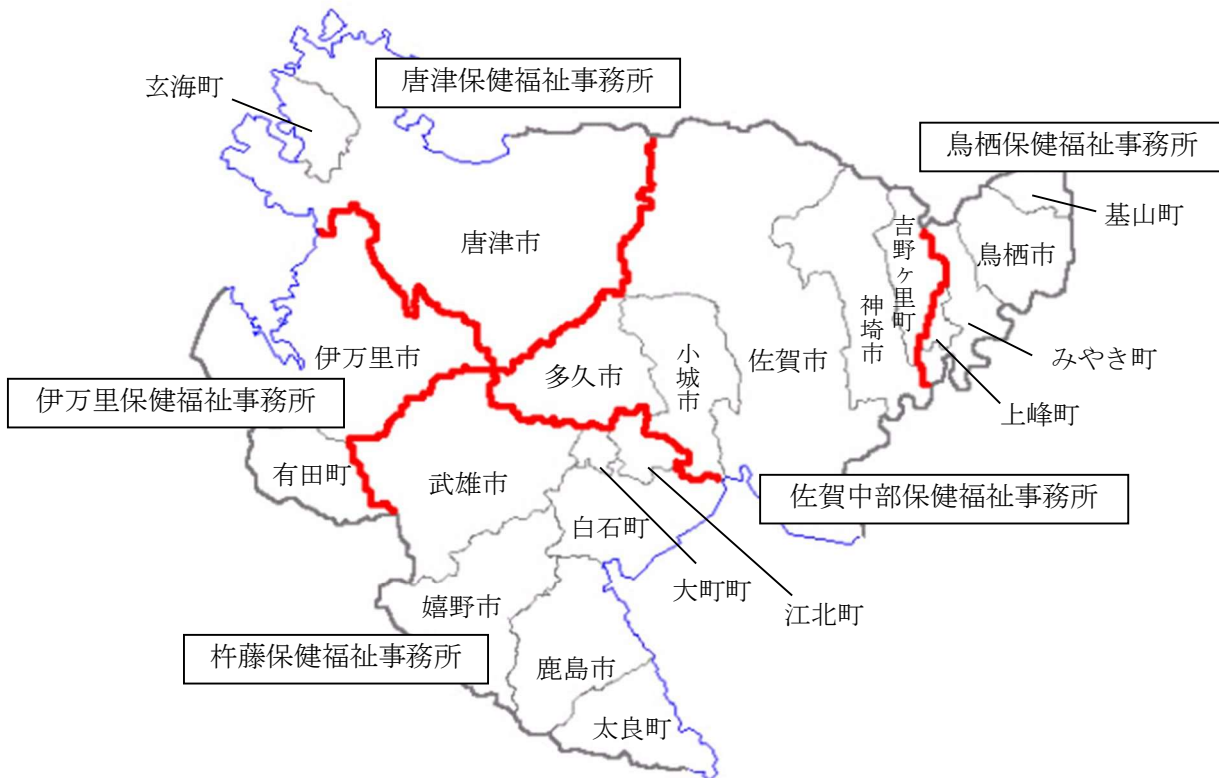 唐津保健福祉事務所
玄海町
鳥栖保健福祉事務所
基山町
唐津市
吉野ヶ里町
鳥栖市
神埼市
伊万里市
多久市
小城市
佐賀市
みやき町
伊万里保健福祉事務所
上峰町
有田町
武雄市
佐賀中部保健福祉事務所
白石町
大町町
江北町
嬉野市
杵藤保健福祉事務所
鹿島市
太良町